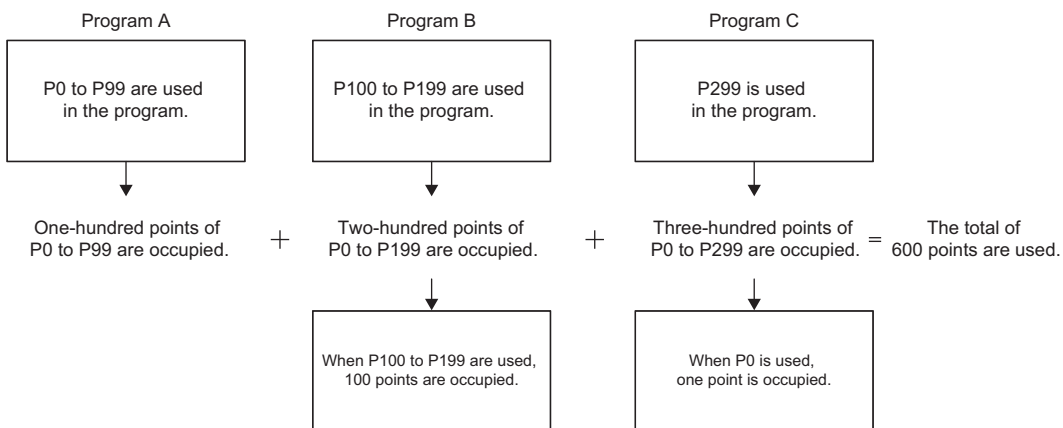 Program A
Program B
Program C
P0 to P99 are used
in the program.
P100 to P199 are used
in the program.
P299 is used
in the program.
One-hundred points of
P0 to P99 are occupied.
+
Two-hundred points of
P0 to P199 are occupied.
+
Three-hundred points of
P0 to P299 are occupied.
=
The total of
600 points are used.
When P100 to P199 are used,
100 points are occupied.
When P0 is used,
one point is occupied.